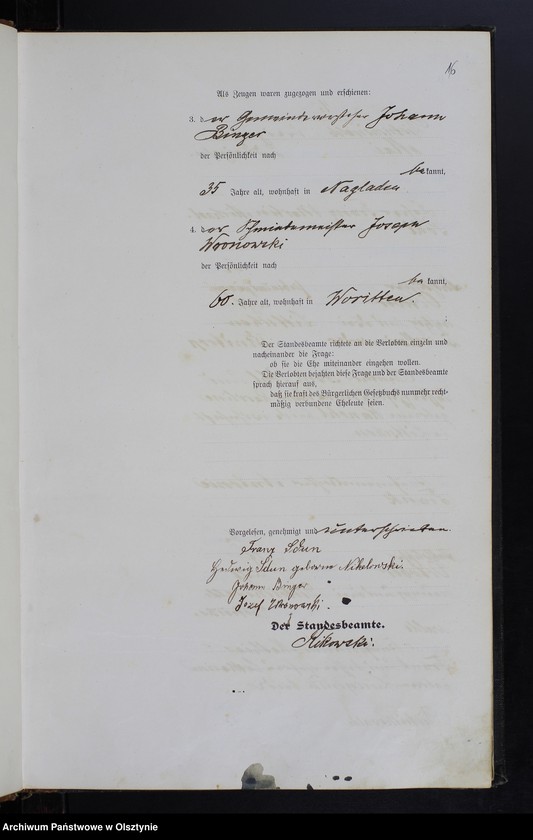 16
Als Zeugen waren zugezogen und erschienen:
3. der Gemeindevorsteher Johann
Binger
der Persönlichkeit nach
bekannt,
35 Jahre alt, wohnhaft in Nagladen
4. der Schmiedemeister Joseph
Wronowski
der Persönlichkeit nach
bekannt,
60. Jahre alt, wohnhaft in Woritten.
Der Standesbeamte richtete an die Verlobten einzeln und
nacheinander die Frage:
ob sie die Ehe miteinander eingehen wollen.
Die Verlobten bejahten diese Frage und der Standesbeamte
sprach hierauf aus,
daß sie kraft des Bürgerlichen Gesetzbuchs nunmehr recht-
mäßig verbundene Eheleute seien.
Vorgelesen, genehmigt und unterschrieben.
Franz Sdun
Hedwig Sdun geborene Nikelowski.
Johann Binger
Jozef Wronowski.
Der Standesbeamte.
Archiwum Państwowe w Olsztynie